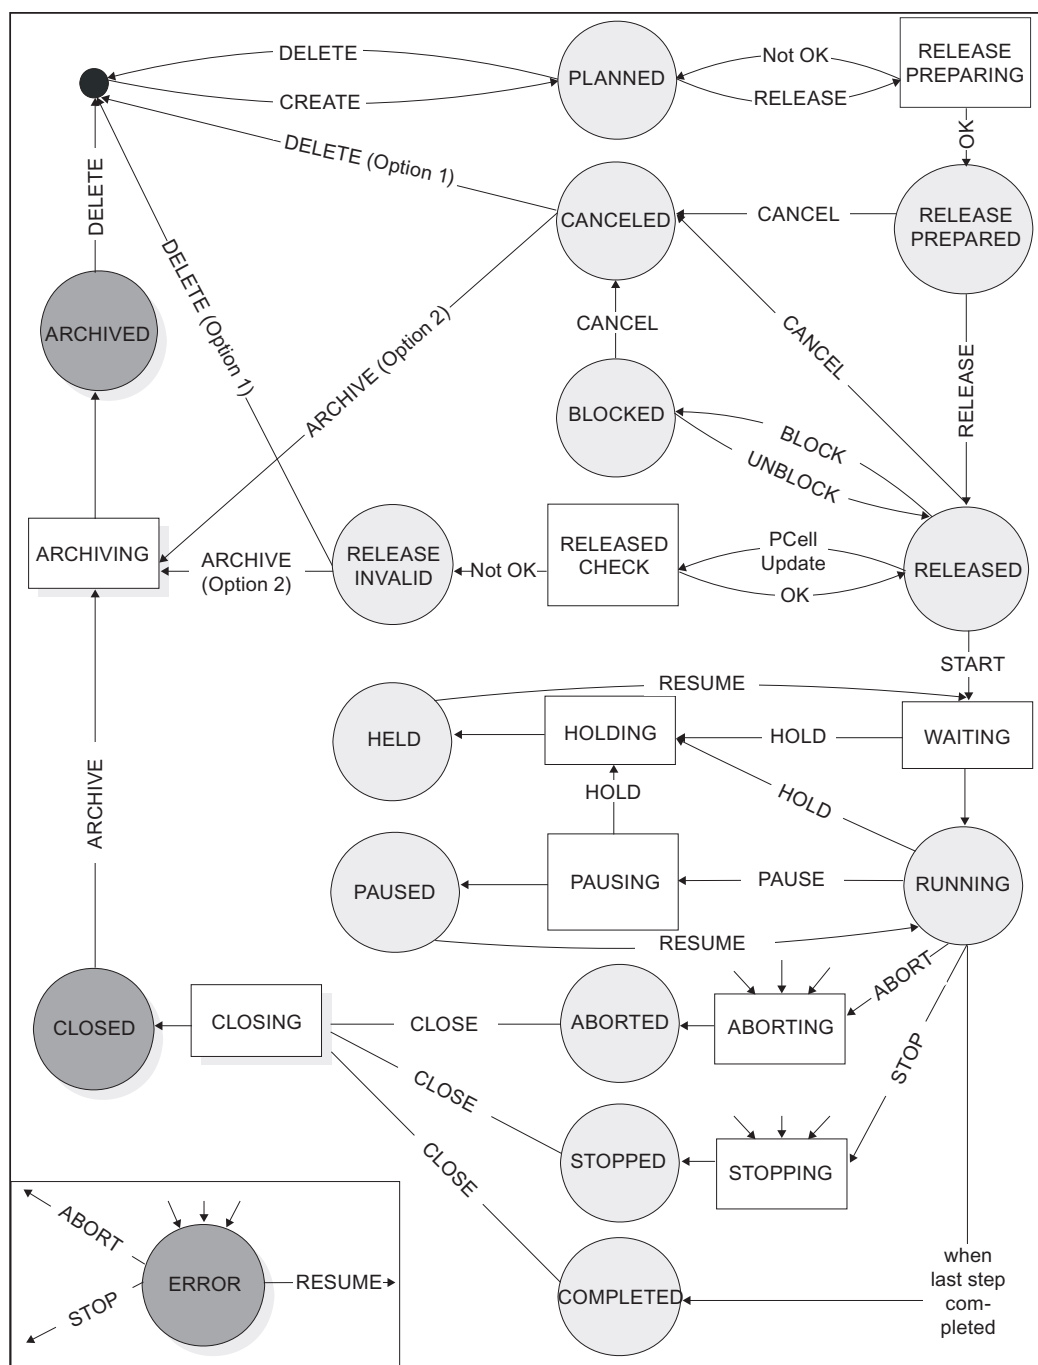 DELETE
CREATE
PLANNED
Not OK
RELEASE
RELEASE
PREPARING
OK
DELETE (Option 1)
DELETE
CANCELED
CANCEL
RELEASE
PREPARED
DELETE (Option 1)
ARCHIVED
ARCHIVE (Option 2)
CANCEL
CANCEL
RELEASE
BLOCKED
BLOCK
UNBLOCK
ARCHIVING
ARCHIVE
(Option 2)
RELEASE
INVALID
Not OK
RELEASED
CHECK
PCell
Update
OK
RELEASED
START
RESUME
HELD
HOLDING
HOLD
WAITING
HOLD
HOLD
ARCHIVE
PAUSED
PAUSING
PAUSE
RUNNING
RESUME
ABORT
CLOSED
CLOSING
CLOSE
ABORTED
ABORTING
STOP
CLOSE
STOPPED
STOPPING
CLOSE
ABORT
ERROR
RESUME
STOP
COMPLETED
when
last step
com-
pleted